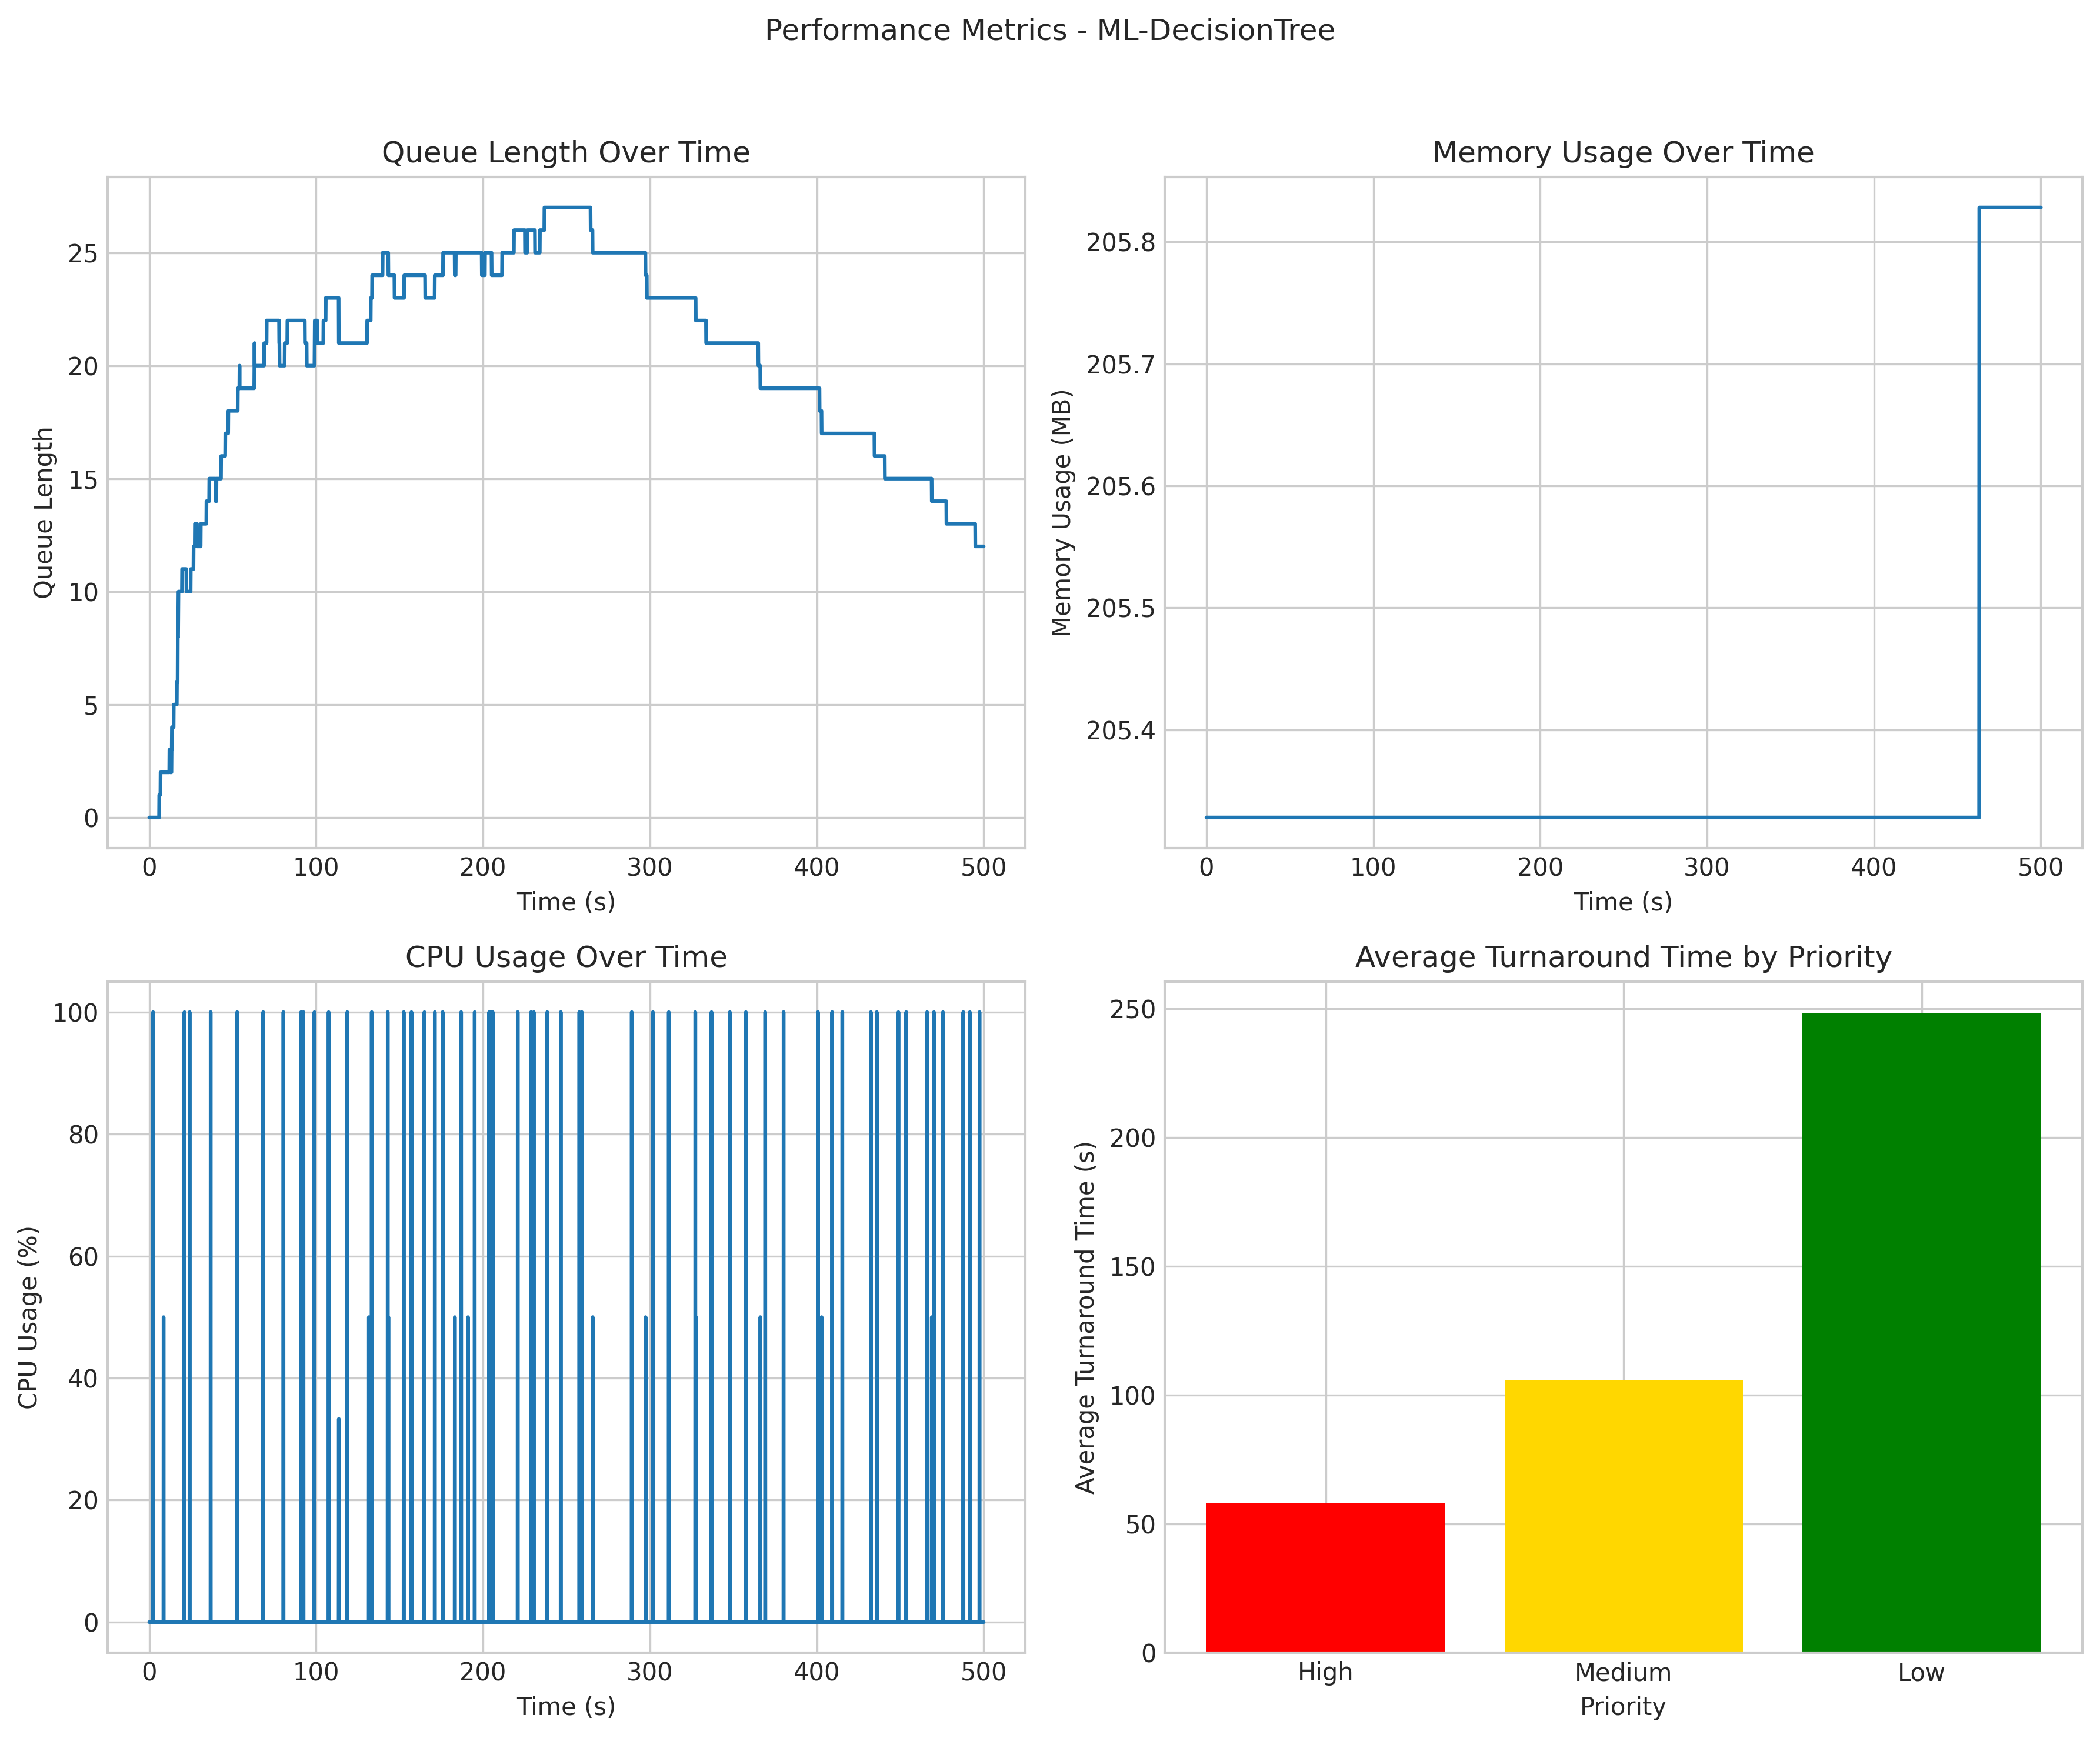 Performance Metrics - ML-DecisionTree
Queue Length Over Time
Queue Length
25
20
15
10
5
0
0 100 200 300 400 500
Time (s)
Memory Usage Over Time
Memory Usage (MB)
205.8
205.7
205.6
205.5
205.4
0 100 200 300 400 500
Time (s)
CPU Usage Over Time
CPU Usage (%)
100
80
60
40
20
0
0 100 200 300 400 500
Time (s)
Average Turnaround Time by Priority
Average Turnaround Time (s)
250
200
150
100
50
0
High Medium Low
Priority